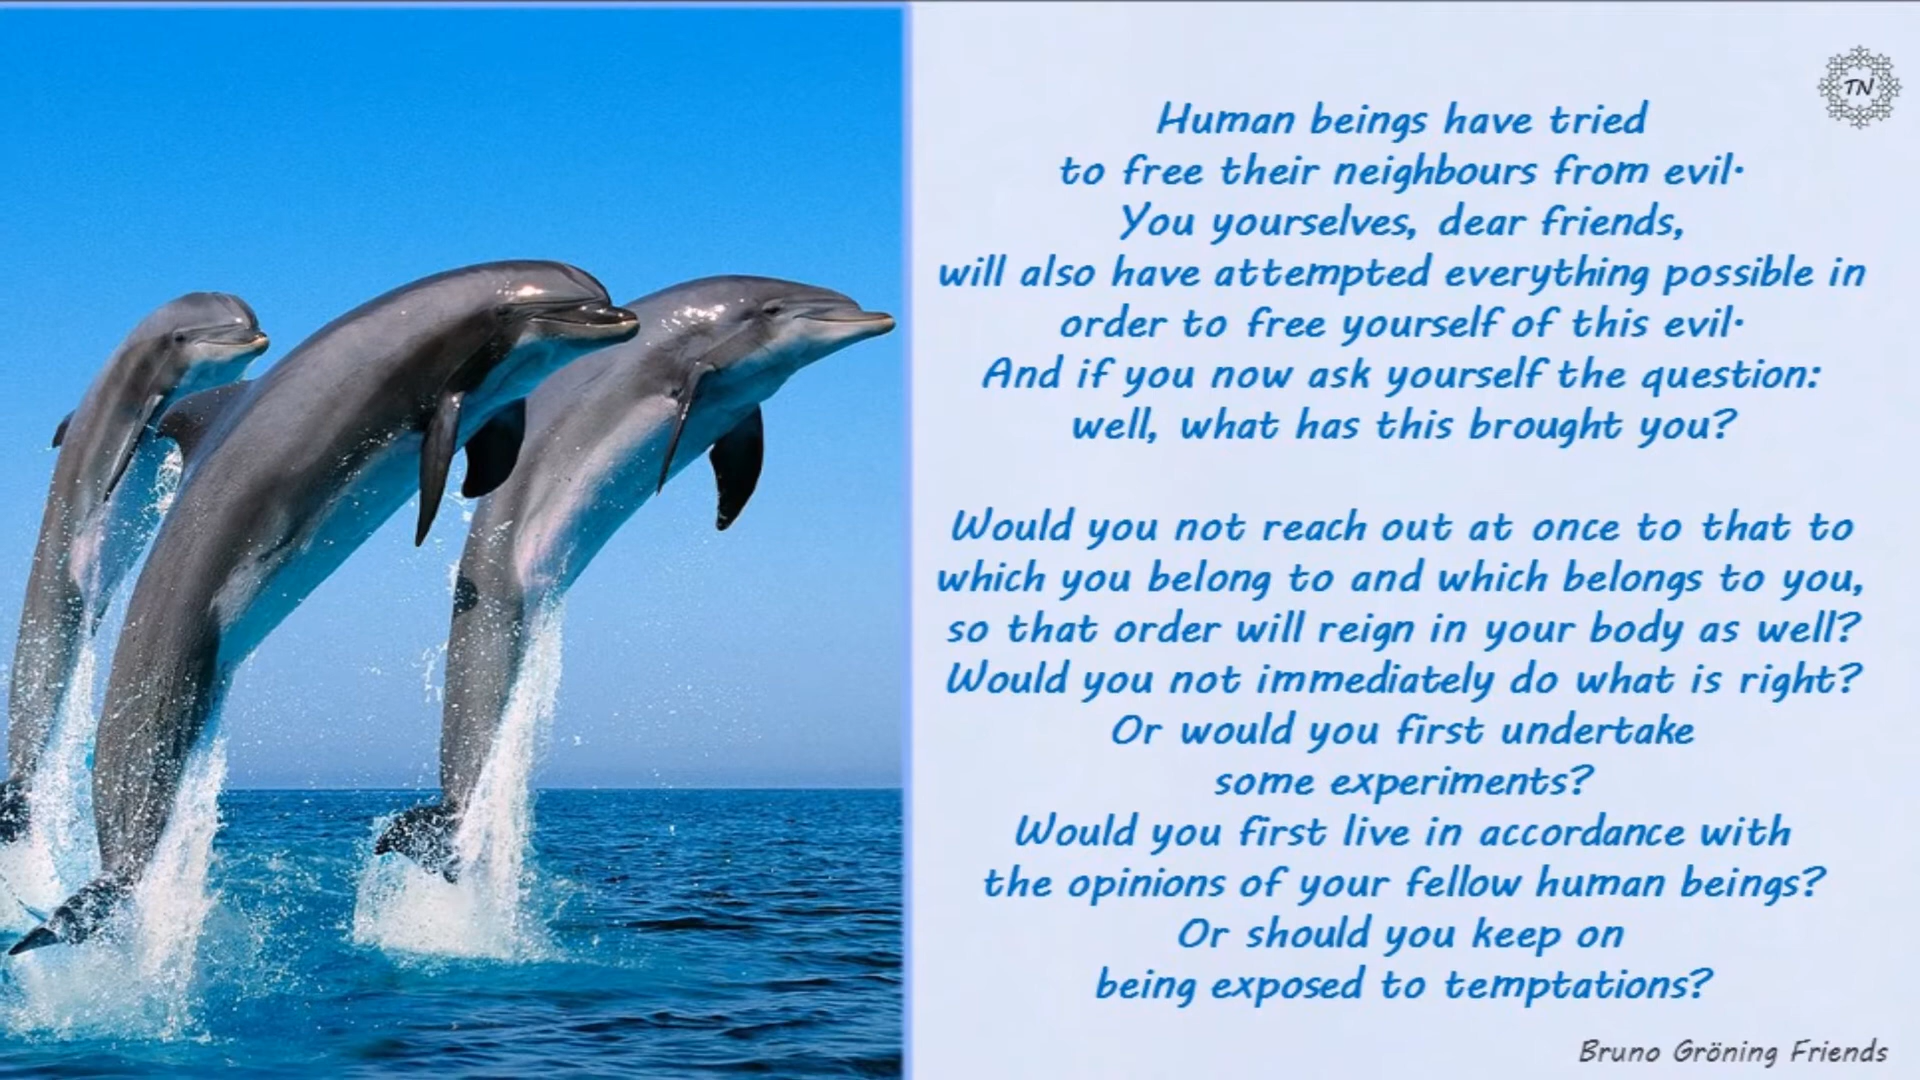 TN
Human beings have tried
to free their neighbours from evil.
You yourselves, dear friends,
will also have attempted everything possible in
order to free yourself of this evil.
And if you now ask yourself the question:
well, what has this brought you?
Would you not reach out at once to that to
which you belong to and which belongs to you,
so that order will reign in your body as well?
Would you not immediately do what is right?
Or would you first undertake
some experiments?
Would you first live in accordance with
the opinions of your fellow human beings?
Or should you keep on
being exposed to temptations?
Bruno Gröning Friends